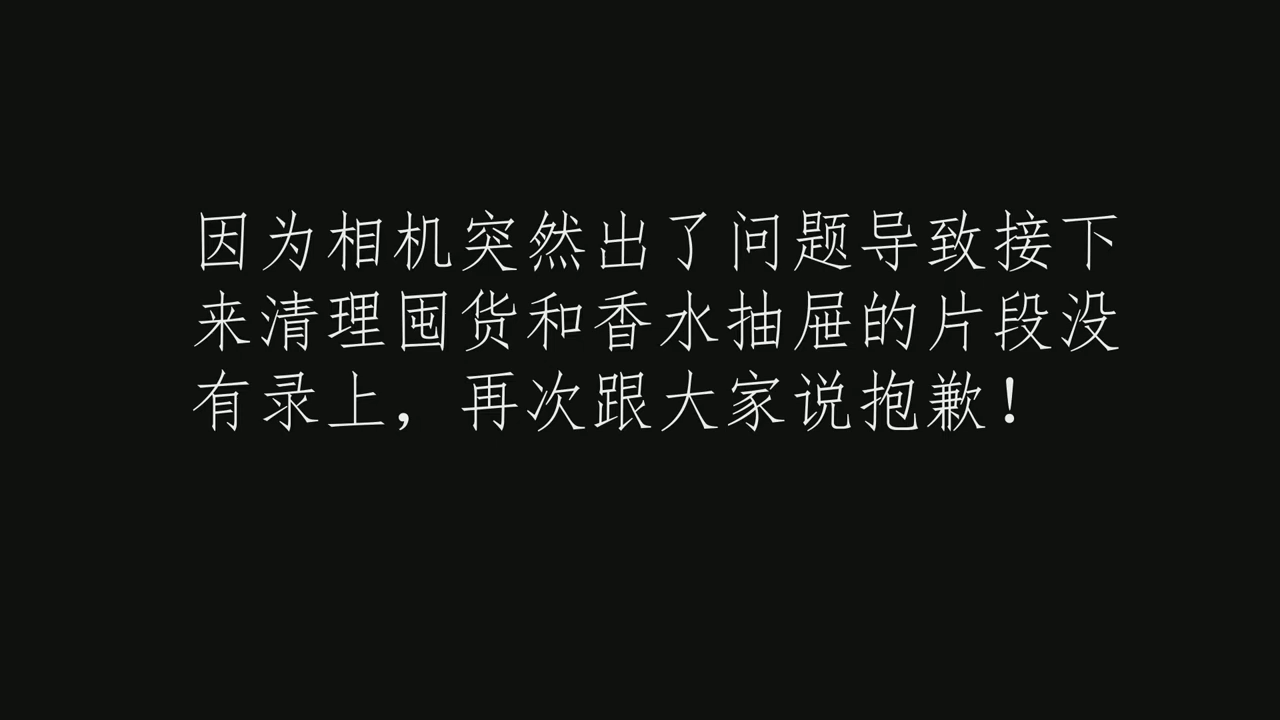 因为相机突然出了问题导致接下
来清理囤货和香水抽屉的片段没
有录上，再次跟大家说抱歉！